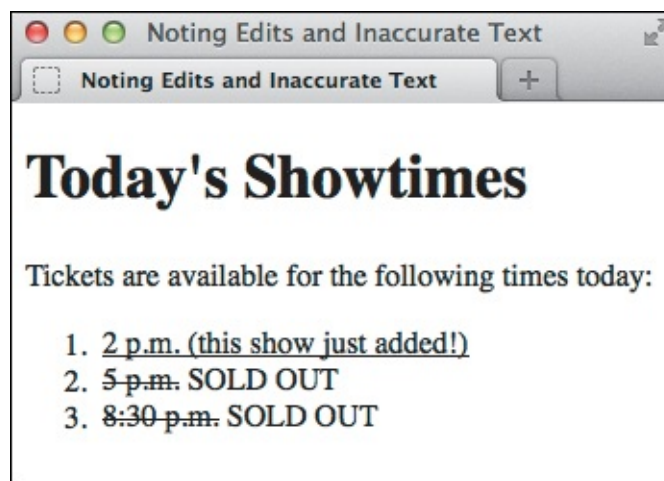 Noting Edits and Inaccurate Text
Noting Edits and Inaccurate Text
Today's Showtimes
Tickets are available for the following times today:
1. 2 p.m. (this show just added!)
2. 5 p.m. SOLD OUT
3. 8:30 p.m. SOLD OUT